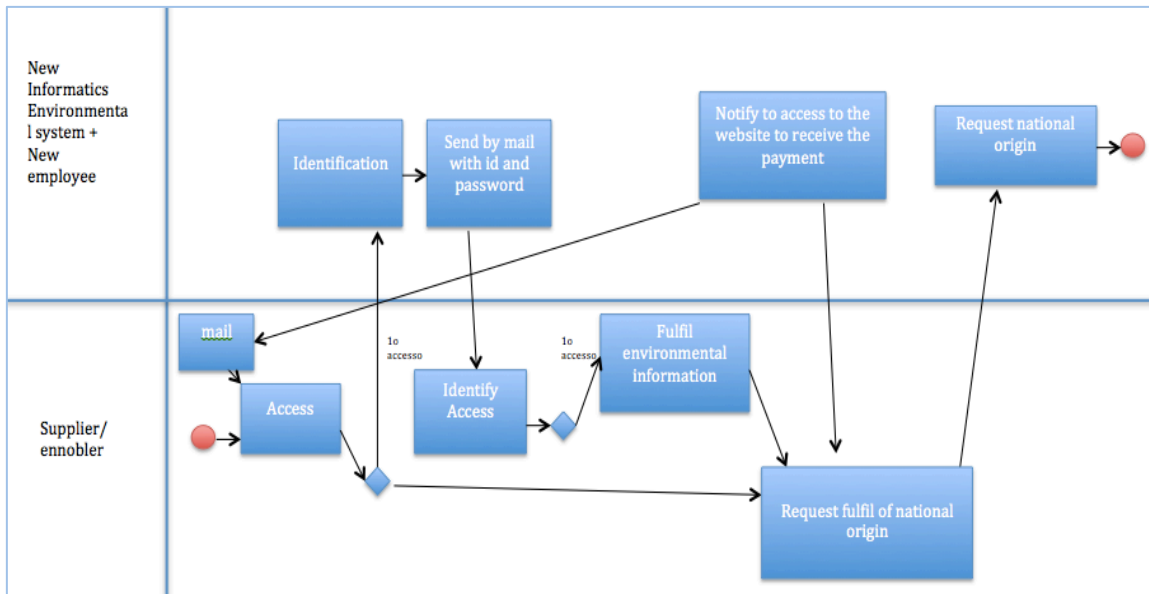 New
Informatics
Environmenta
l system +
New
employee
Identification
Send by mail
with id and
password
Notify to access to the
website to receive the
payment
Request national
origin
mail
1o
accesso
1o
accesso
Fulfil
environmental
information
Access
Identify
Access
Supplier/
ennobler
Request fulfil of national
origin